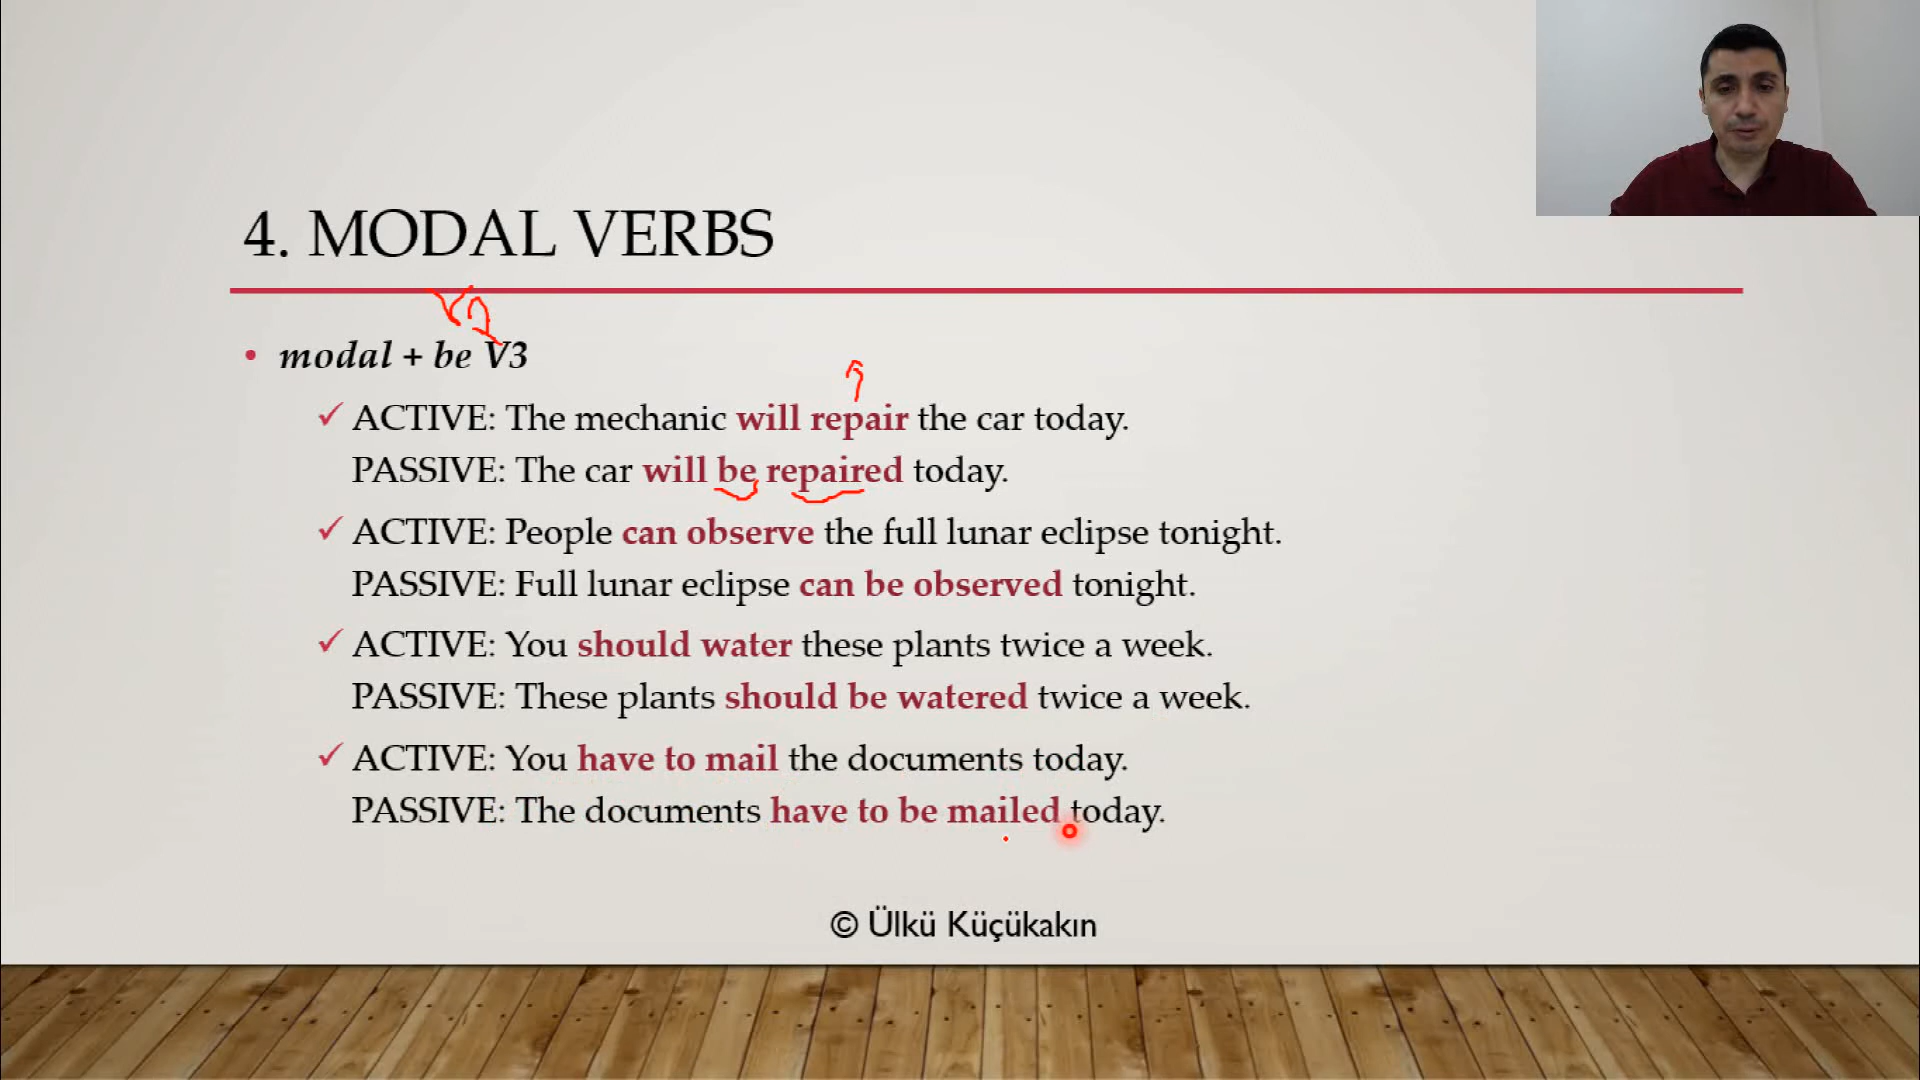 4. MODAL VERBS
• modal + be V3
✓ ACTIVE: The mechanic will repair the car today.
PASSIVE: The car will be repaired today.
✓ ACTIVE: People can observe the full lunar eclipse tonight.
PASSIVE: Full lunar eclipse can be observed tonight.
✓ ACTIVE: You should water these plants twice a week.
PASSIVE: These plants should be watered twice a week.
✓ ACTIVE: You have to mail the documents today.
PASSIVE: The documents have to be mailed today.
© Ülkü Küçükakın